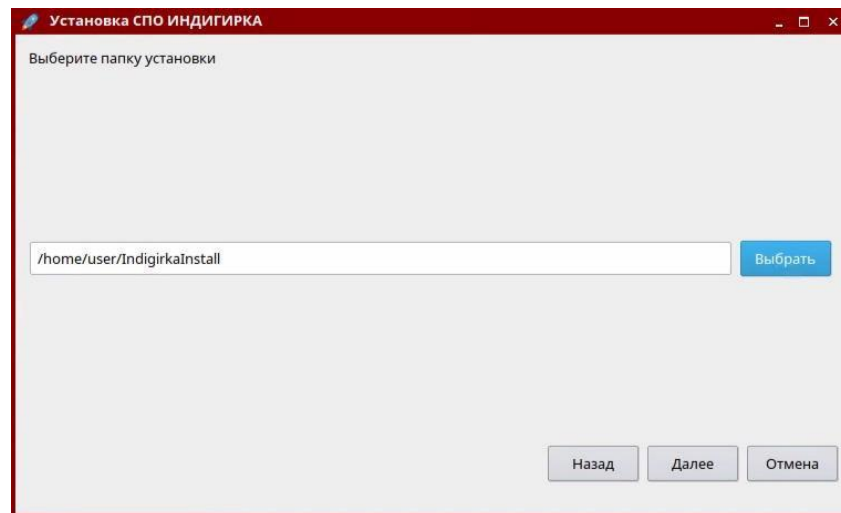 Установка СПО ИНДИГИРКА
Выберите папку установки
/home/user/IndigirkaInstall
Выбрать
Назад
Далее
Отмена